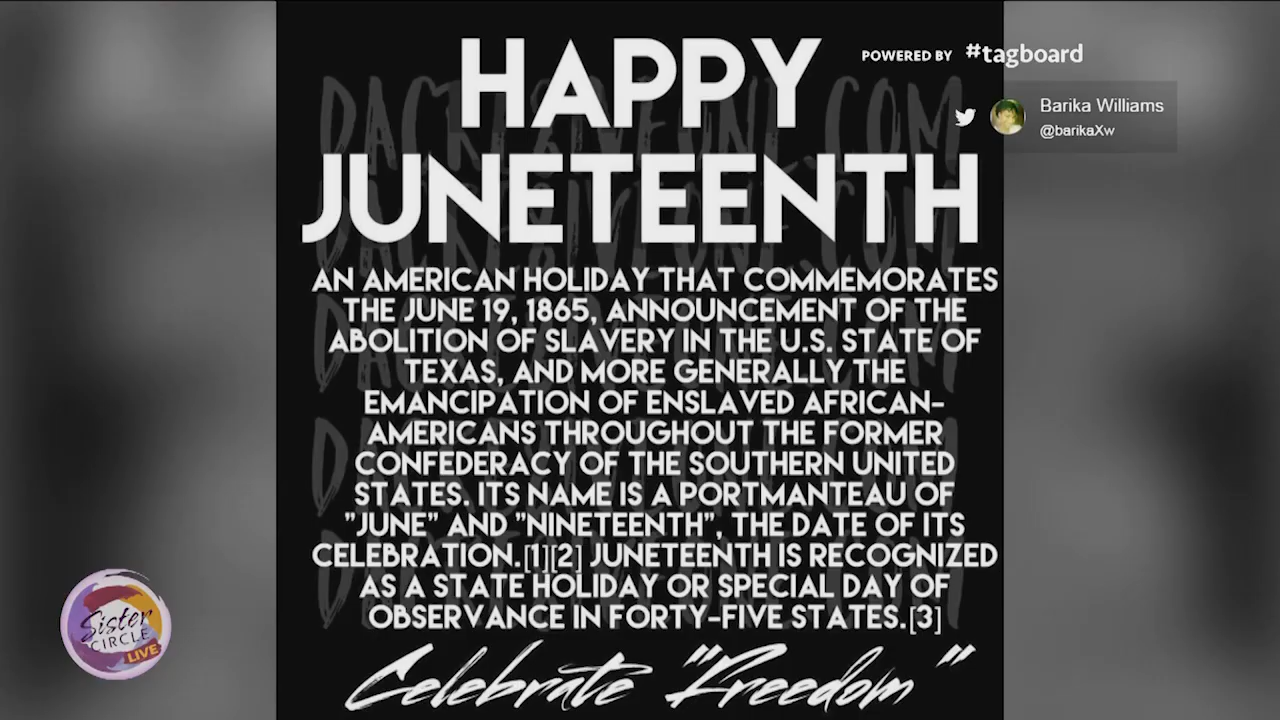 HAPPY
JUNETEENTH
AN AMERICAN HOLIDAY THAT COMMEMORATES
THE JUNE 19, 1865, ANNOUNCEMENT OF THE
ABOLITION OF SLAVERY IN THE U.S. STATE OF
TEXAS, AND MORE GENERALLY THE
EMANCIPATION OF ENSLAVED AFRICAN-
AMERICANS THROUGHOUT THE FORMER
CONFEDERACY OF THE SOUTHERN UNITED
STATES. ITS NAME IS A PORTMANTEAU OF
"JUNE" AND "NINETEENTH", THE DATE OF ITS
CELEBRATION.[1][2] JUNETEENTH IS RECOGNIZED
AS A STATE HOLIDAY OR SPECIAL DAY OF
OBSERVANCE IN FORTY-FIVE STATES.[3]
Celebrate "Freedom"
POWERED BY #tagboard
Barika Williams
@barikaXw
Sister
CIRCLE
LIVE